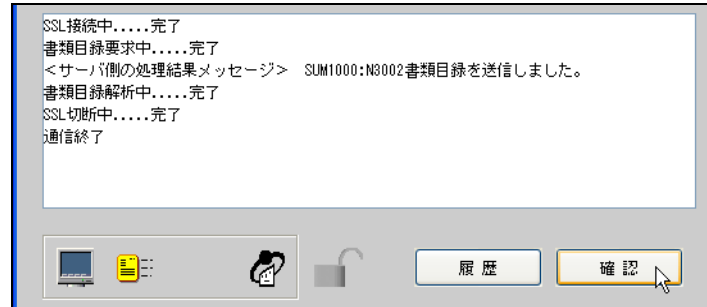 SSL接続中.....完了
書類目録要求中.....完了
<サーバ側の処理結果メッセージ>　SUM1000:N3002書類目録を送信しました。
書類目録解析中.....完了
SSL切断中.....完了
通信終了
履 歴
確 認